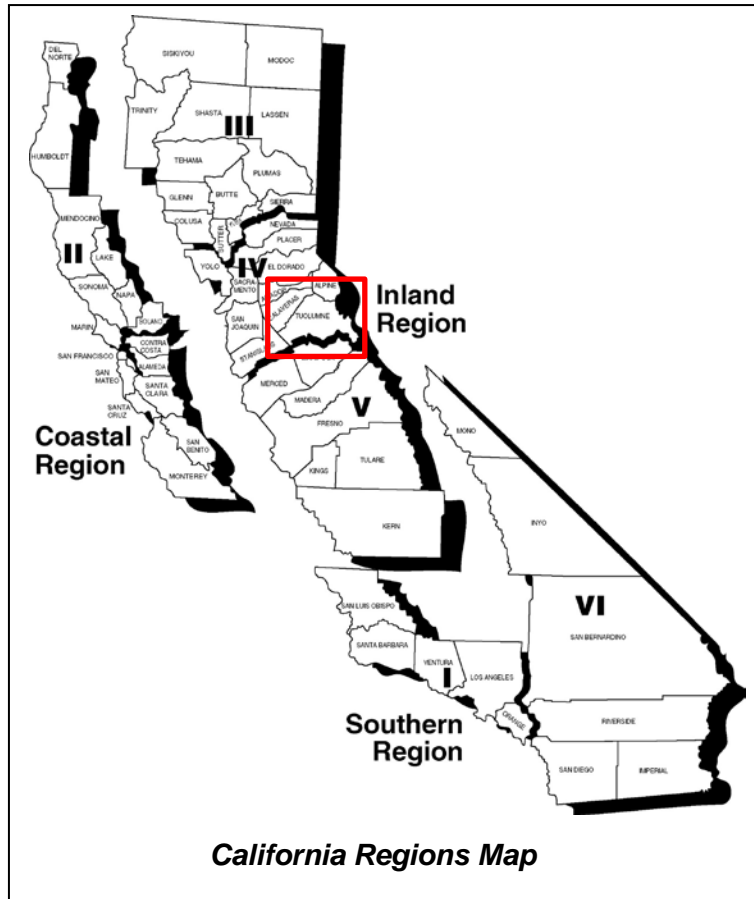 DEL
NORTE
SISKIYOU
MODOC
TRINITY
SHASTA
LASSEN
III
HUMBOLDT
TEHAMA
PLUMAS
GLENN
BUTTE
SIERRA
MENDOCINO
COLUSA
SUTTER
NEVADA
PLACER
II
LAKE
YOLO
IV
EL DORADO
SONOMA
NAPA
SACRA-
MENTO
ALPINE
Inland
Region
SOLANO
TUOLUMNE
MARIN
SAN
JOAQUIN
CONTRA
COSTA
SAN FRANCISCO
ALAMEDA
STANISLAUS
SAN
MATEO
SANTA
CLARA
MERCED
MADERA
SANTA
CRUZ
V
FRESNO
MONO
Coastal
Region
SAN
BENITO
MONTEREY
KINGS
TULARE
KERN
INYO
SAN LUIS OBISPO
VI
SAN BERNARDINO
SANTA BARBARA
VENTURA
I
LOS ANGELES
ORANGE
RIVERSIDE
Southern
Region
SAN DIEGO
IMPERIAL
California Regions Map